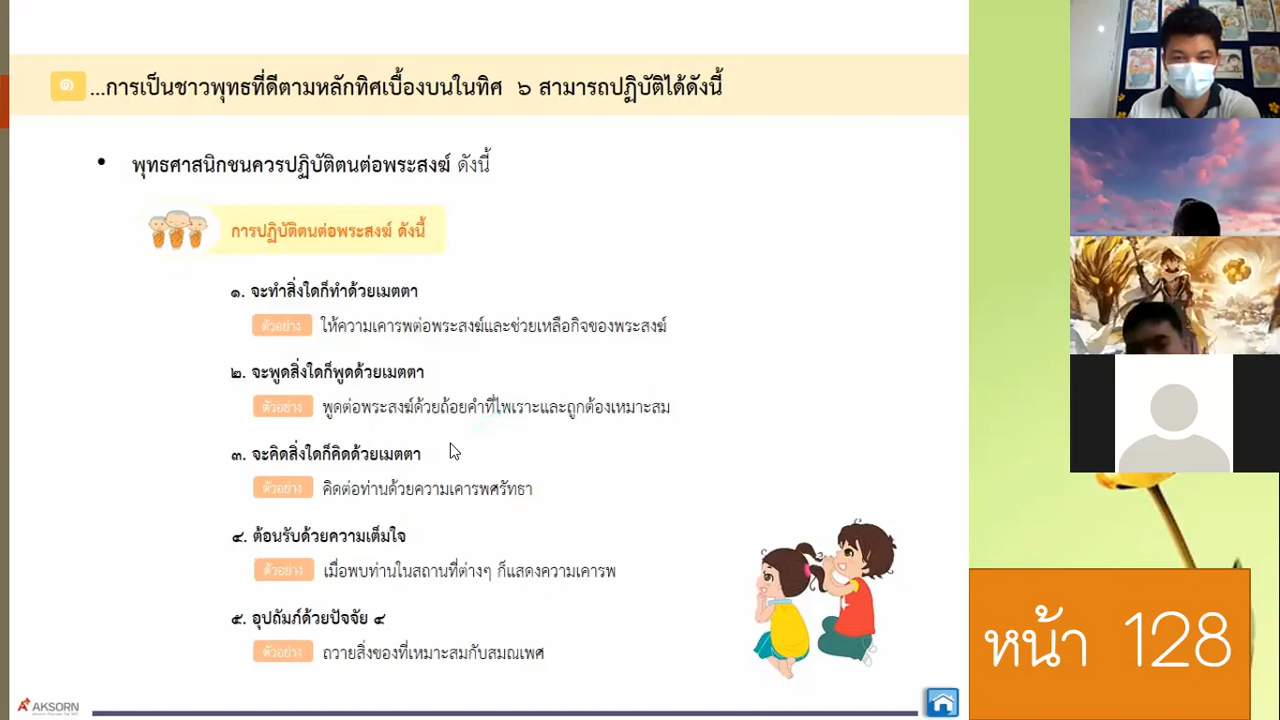 ๑ ...การเป็นชาวพุทธที่ดีตามหลักทิศเบื้องบนในทิศ ๖ สามารถปฏิบัติได้ดังนี้
• พุทธศาสนิกชนควรปฏิบัติตนต่อพระสงฆ์ ดังนี้
การปฏิบัติตนต่อพระสงฆ์ ดังนี้
๑. จะทำสิ่งใดก็ทำด้วยเมตตา
ตัวอย่าง ให้ความเคารพต่อพระสงฆ์และช่วยเหลือกิจของพระสงฆ์
๒. จะพูดสิ่งใดก็พูดด้วยเมตตา
ตัวอย่าง พูดต่อพระสงฆ์ด้วยถ้อยคำที่ไพเราะและถูกต้องเหมาะสม
๓. จะคิดสิ่งใดก็คิดด้วยเมตตา
ตัวอย่าง คิดต่อท่านด้วยความเคารพศรัทธา
๔. ต้อนรับด้วยความเต็มใจ
ตัวอย่าง เมื่อพบท่านในสถานที่ต่างๆ ก็แสดงความเคารพ
๕. อุปถัมภ์ด้วยปัจจัย ๔
ตัวอย่าง ถวายสิ่งของที่เหมาะสมกับสมณเพศ
หน้า 128
AKSORN